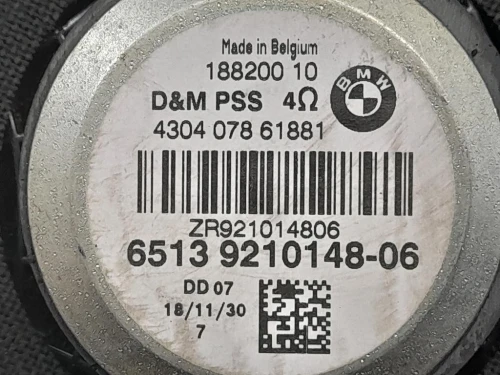 Made in Belgium
188200 10
D&M PSS 4Ω
BMW
4304 078 61881
ZR921014806
6513 9210148-06
DD 07
18/11/30
7